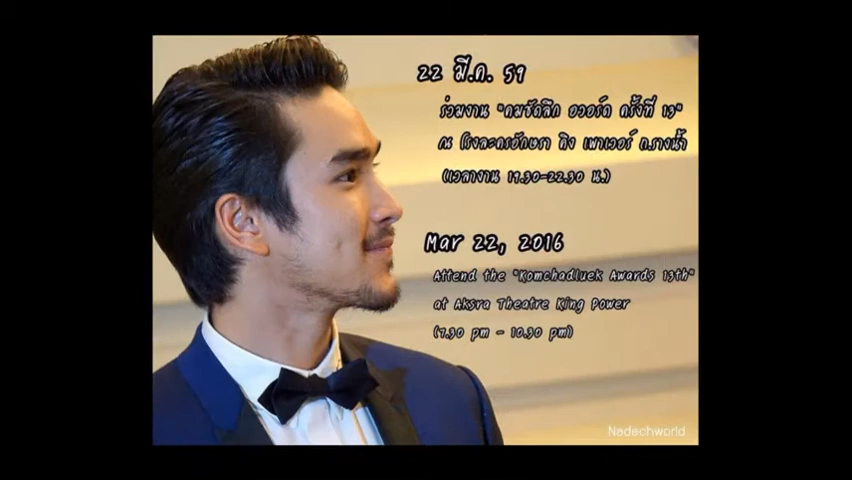 22 มี.ค. 59
ร่วมงาน "คมชัดลึก อวอร์ด ครั้งที่ 13"
ณ โรงละครอักษรา คิง เพาเวอร์ ถ.รางน้ำ
(เวลางาน 19.30-22.30 น.)
Mar 22, 2016
Attend the "Komchadluek Awards 13th"
at Aksra Theatre King Power
(7.30 pm - 10.30 pm)
Nadechworld